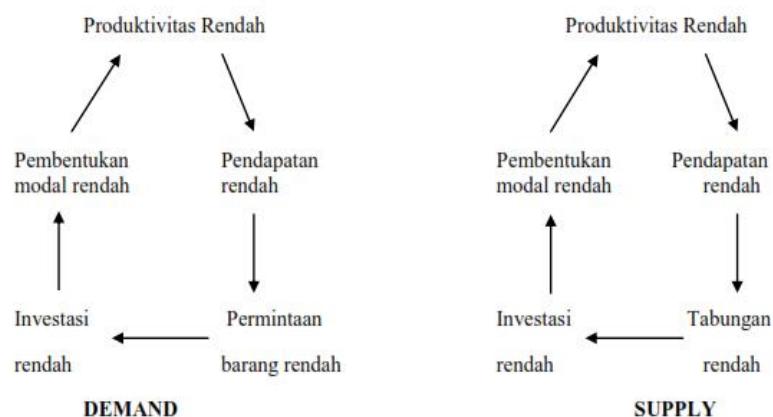 Produktivitas Rendah
Pembentukan
modal rendah
Pendapatan
rendah
Investasi
rendah
Permintaan
barang rendah
DEMAND
Produktivitas Rendah
Pembentukan
modal rendah
Pendapatan
rendah
Investasi
rendah
Tabungan
rendah
SUPPLY